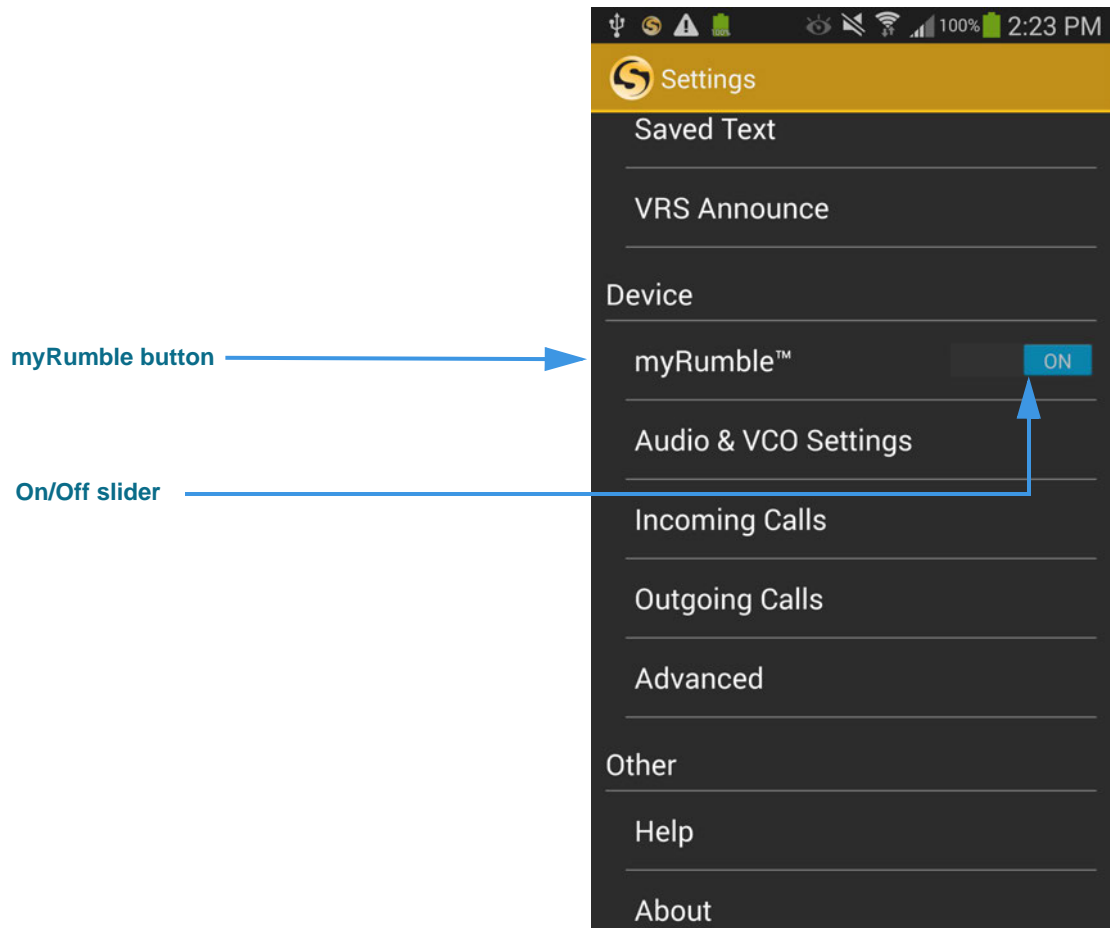 100% 2:23 PM
Settings
Saved Text
VRS Announce
Device
myRumble button
myRumble™ ON
Audio & VCO Settings
On/Off slider
Incoming Calls
Outgoing Calls
Advanced
Other
Help
About